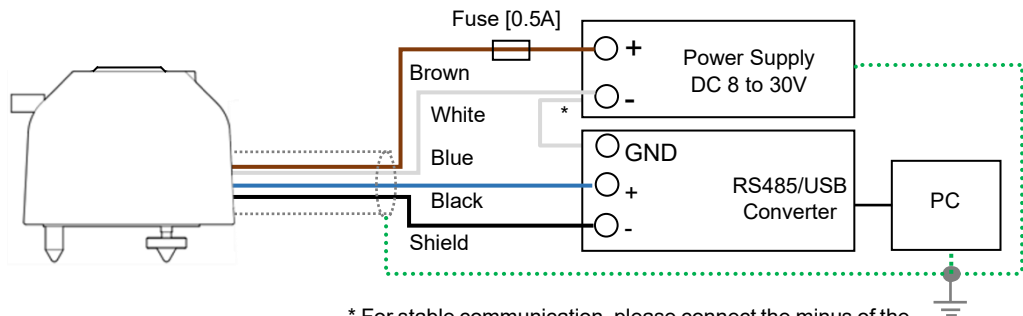 Fuse [0.5A]
+
Power Supply
DC 8 to 30V
Brown
-
White
*
Blue
GND
+
RS485/USB
Converter
PC
Black
-
Shield
* For stable communication, please connect the minus of the